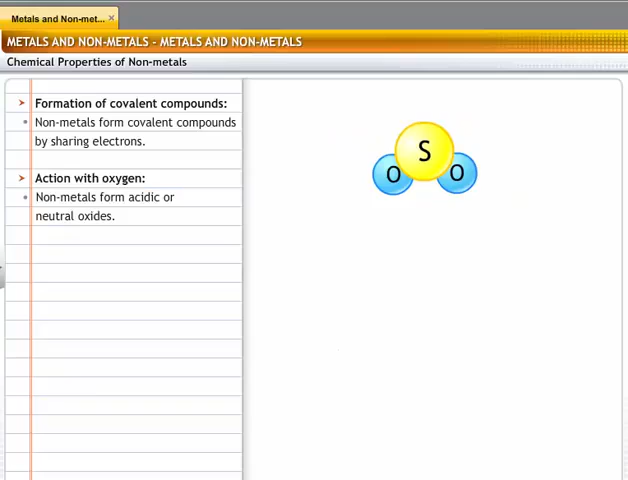 Metals and Non-met...
METALS AND NON-METALS - METALS AND NON-METALS
Chemical Properties of Non-metals
Formation of covalent compounds:
Non-metals form covalent compounds
by sharing electrons.
Action with oxygen:
Non-metals form acidic or
neutral oxides.
S
O O